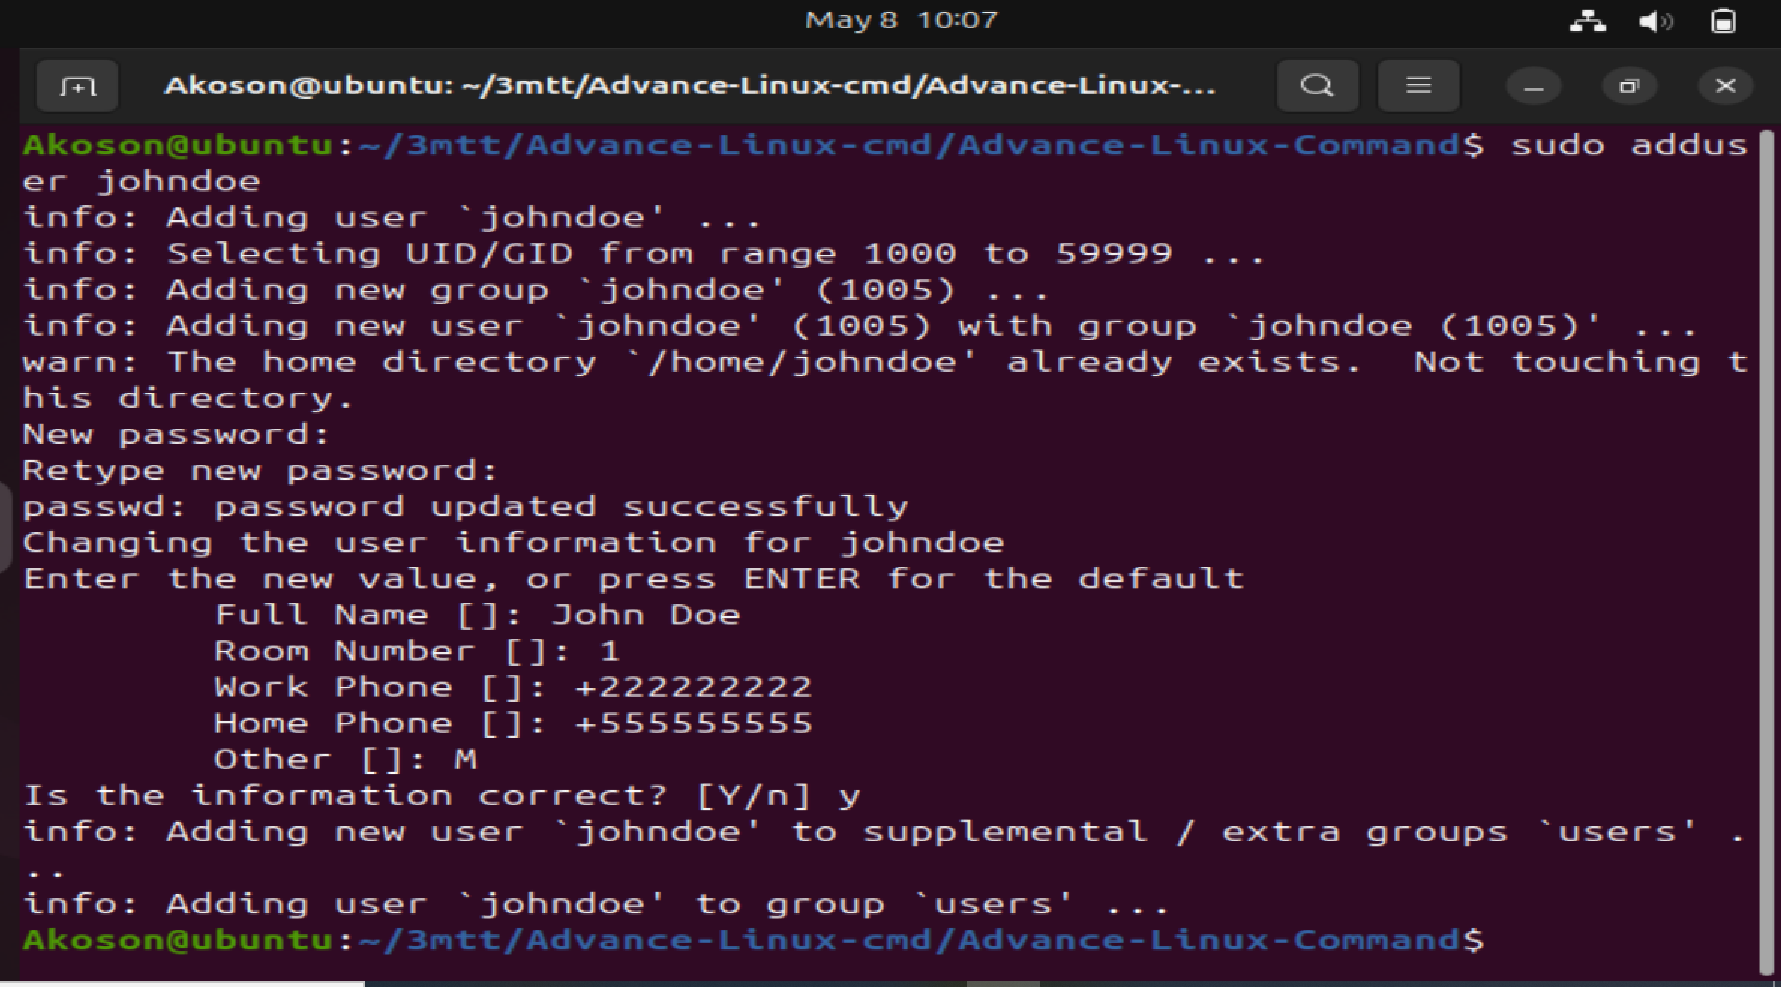 May 8 10:07
Akoson@ubuntu: ~/3mtt/Advance-Linux-cmd/Advance-Linux-...
Akoson@ubuntu:~/3mtt/Advance-Linux-cmd/Advance-Linux-Command$ sudo addus
er johndoe
info: Adding user `johndoe' ...
info: Selecting UID/GID from range 1000 to 59999 ...
info: Adding new group `johndoe' (1005) ...
info: Adding new user `johndoe' (1005) with group `johndoe (1005)' ...
warn: The home directory `/home/johndoe' already exists.  Not touching t
his directory.
New password:
Retype new password:
passwd: password updated successfully
Changing the user information for johndoe
Enter the new value, or press ENTER for the default
        Full Name []: John Doe
        Room Number []: 1
        Work Phone []: +222222222
        Home Phone []: +555555555
        Other []: M
Is the information correct? [Y/n] y
info: Adding new user `johndoe' to supplemental / extra groups `users' .
..
info: Adding user `johndoe' to group `users' ...
Akoson@ubuntu:~/3mtt/Advance-Linux-cmd/Advance-Linux-Command$